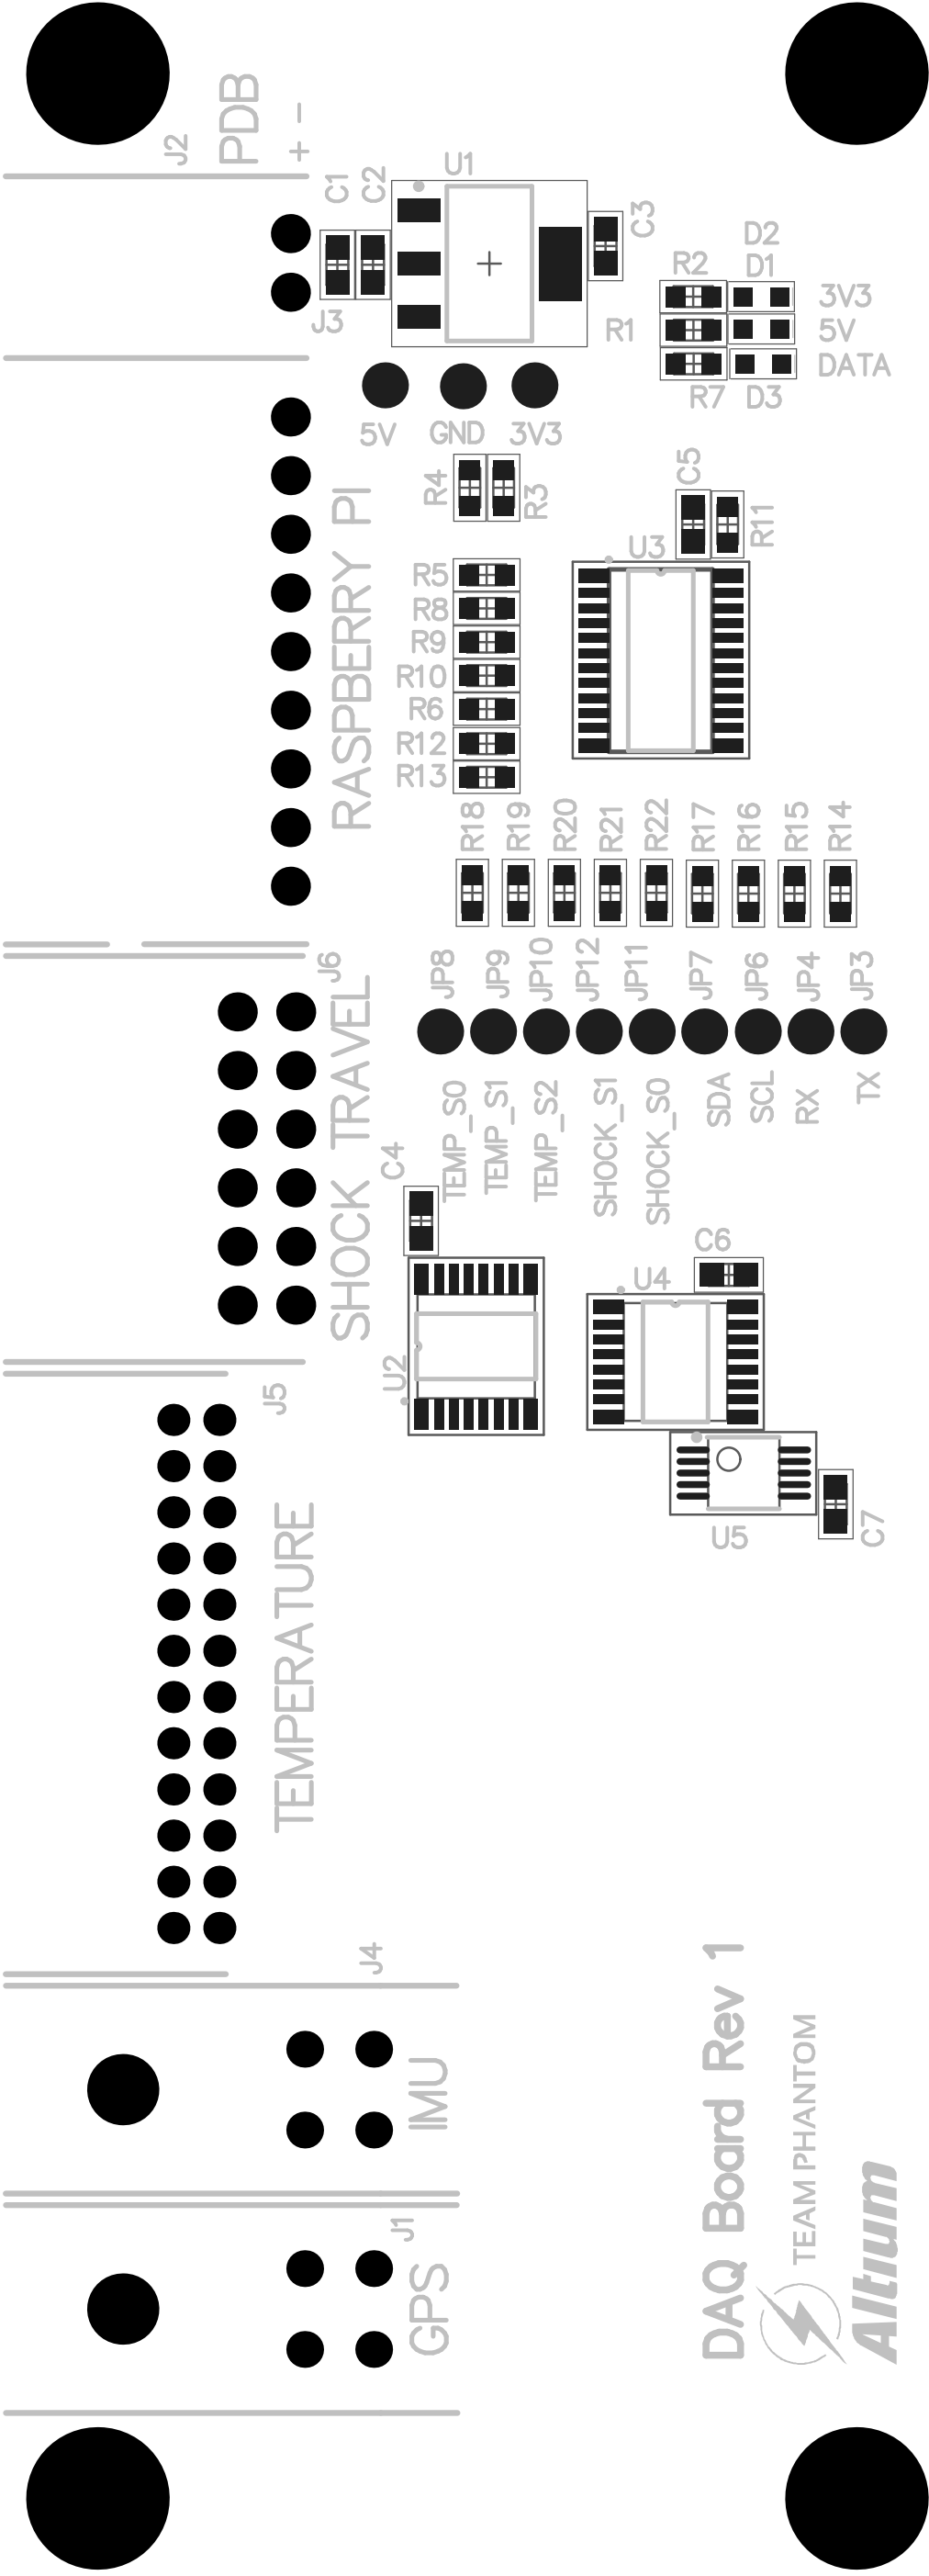 J2
PDB
+ -
C1
C2
U1
C3
J3
D2
R2
D1
3V3
R1
5V
DATA
R7
D3
5V
GND
3V3
R4
R3
C5
R11
U3
RASPBERRY PI
R5
R8
R9
R10
R6
R12
R13
R18
R19
R20
R21
R22
R17
R16
R15
R14
J6
SHOCK TRAVEL
JP8
JP9
JP10
JP12
JP11
JP7
JP6
JP4
JP3
TEMP_S0
TEMP_S1
TEMP_S2
SHOCK_S1
SHOCK_S0
SDA
SCL
RX
TX
C4
C6
U4
U2
J5
U5
C7
TEMPERATURE
J4
IMU
J1
GPS
DAQ Board Rev 1
TEAM PHANTOM
Altium